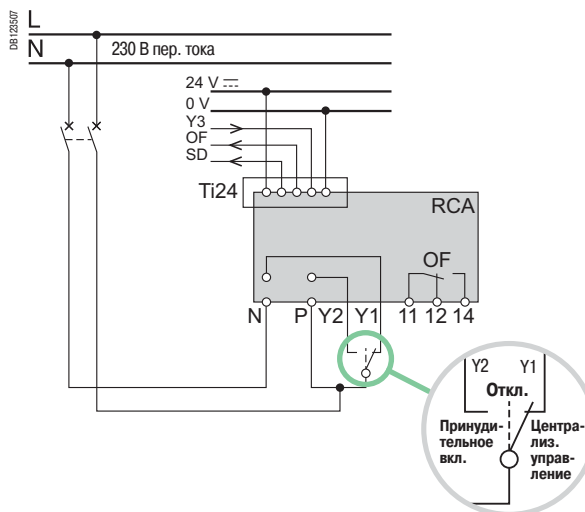 DB123507
L
N
230 В пер. тока
24 V
0 V
Y3
OF
SD
Ti24
RCA
OF
N P Y2 Y1 11 12 14
Y2 Y1
Откл.
Принуди-
тельное
вкл.
Центра-
лиз.
управ-
ление